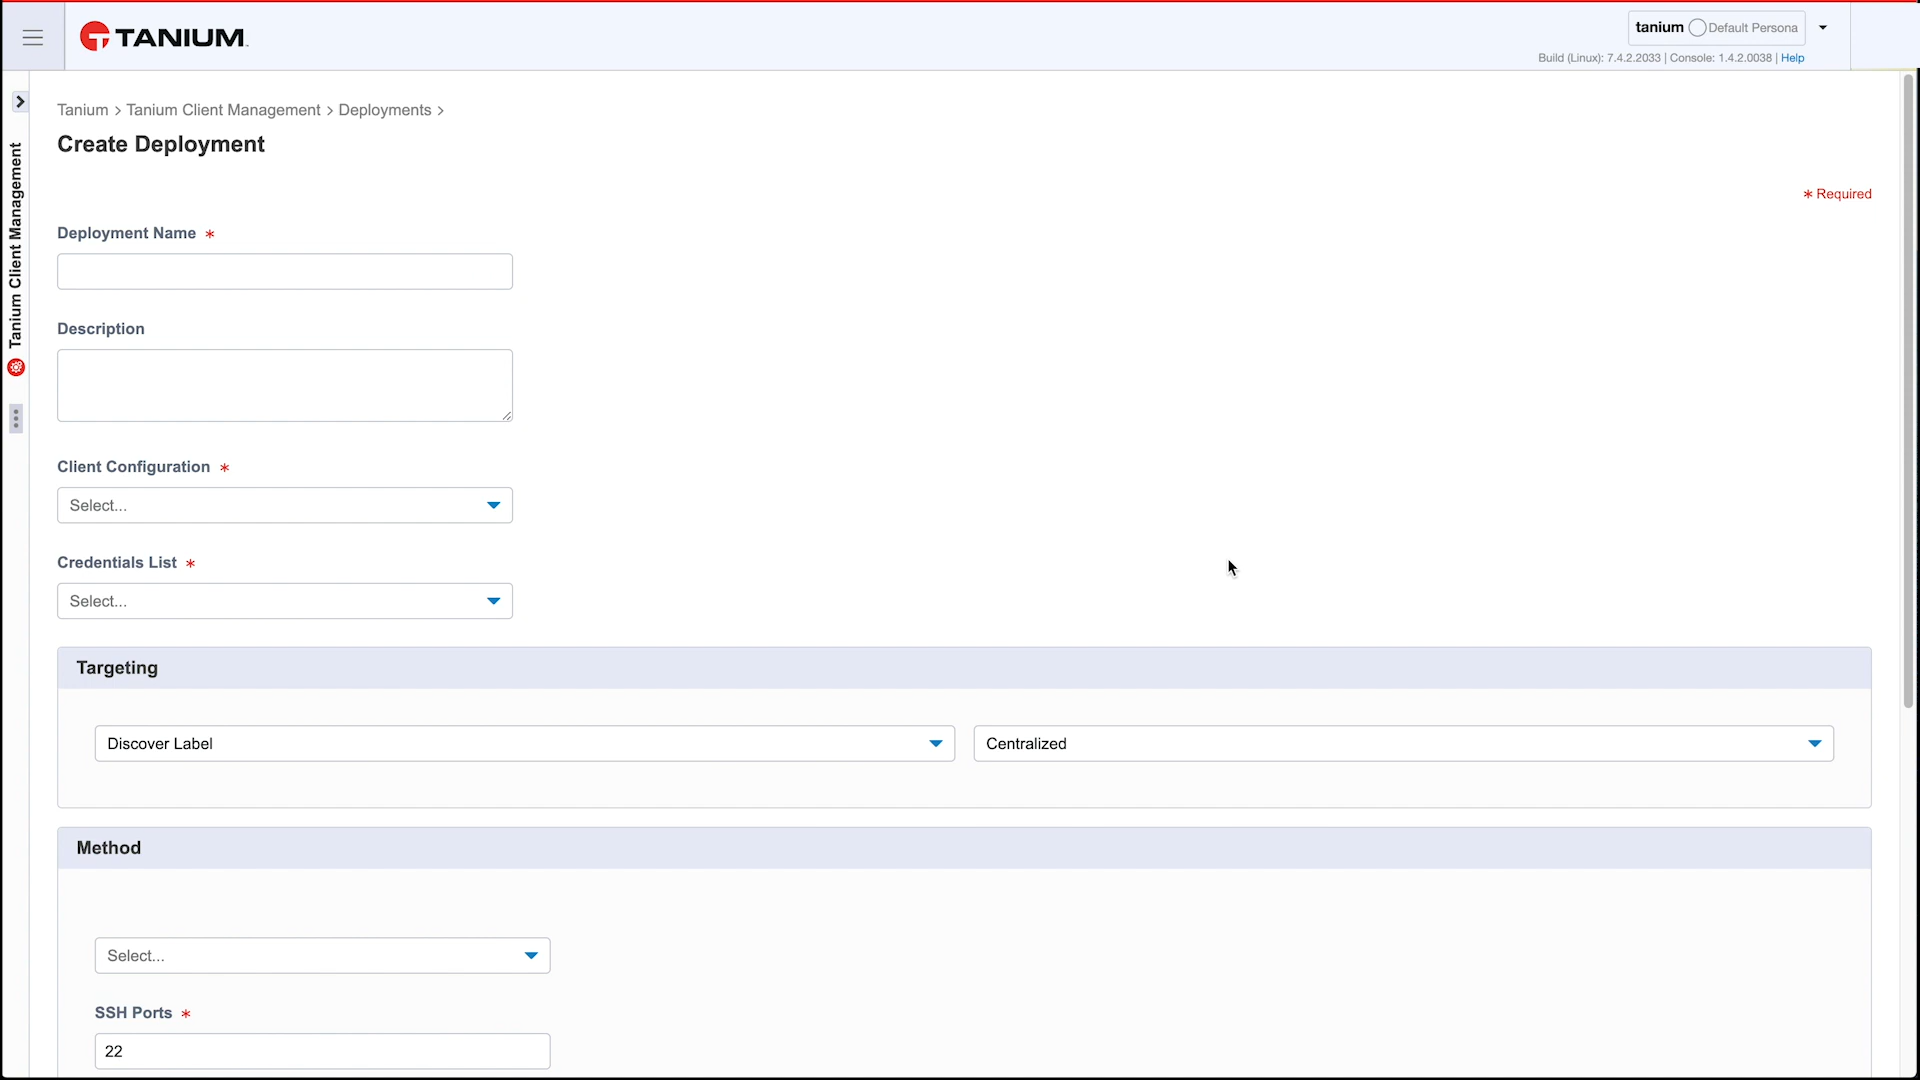 TANIUM
tanium Default Persona
Build (Linux): 7.4.2.2033 | Console: 1.4.2.0038 | Help
Tanium Client Management
Tanium > Tanium Client Management > Deployments >
Create Deployment
* Required
Deployment Name *
Description
Client Configuration *
Select...
Credentials List *
Select...
Targeting
Discover Label
Centralized
Method
Select...
SSH Ports *
22